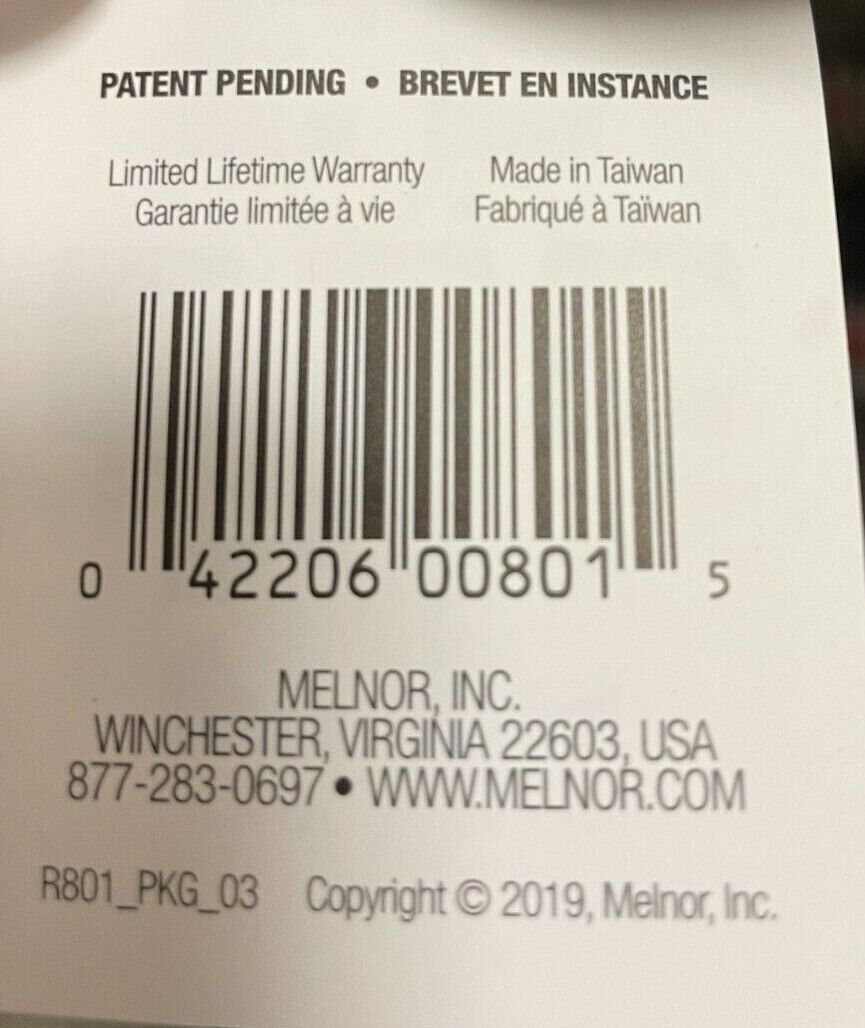 PATENT PENDING • BREVET EN INSTANCE
Limited Lifetime Warranty
Garantie limitée à vie
Made in Taiwan
Fabriqué à Taïwan
0 42206 00801 5
MELNOR, INC.
WINCHESTER, VIRGINIA 22603, USA
877-283-0697 • WWW.MELNOR.COM
R801_PKG_03 Copyright © 2019, Melnor, Inc.